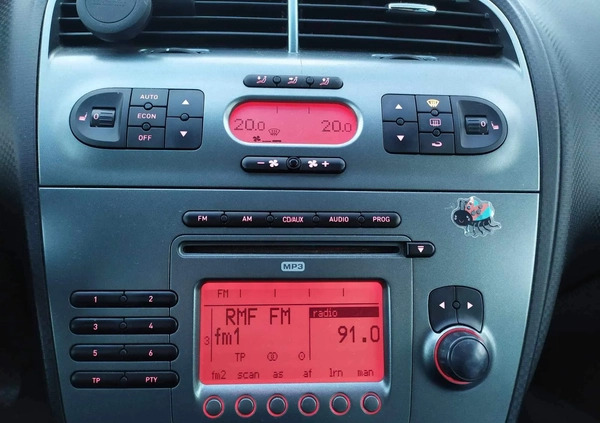 AUTO
ECON
OFF
20.0 20.0
- +
FM AM CD/AUX AUDIO PROG
MP3
1 2
3 4
5 6
TP PTY
FM
RMF FM radio
fm1 91.0
3
TP
fm2 scan as af lrn man